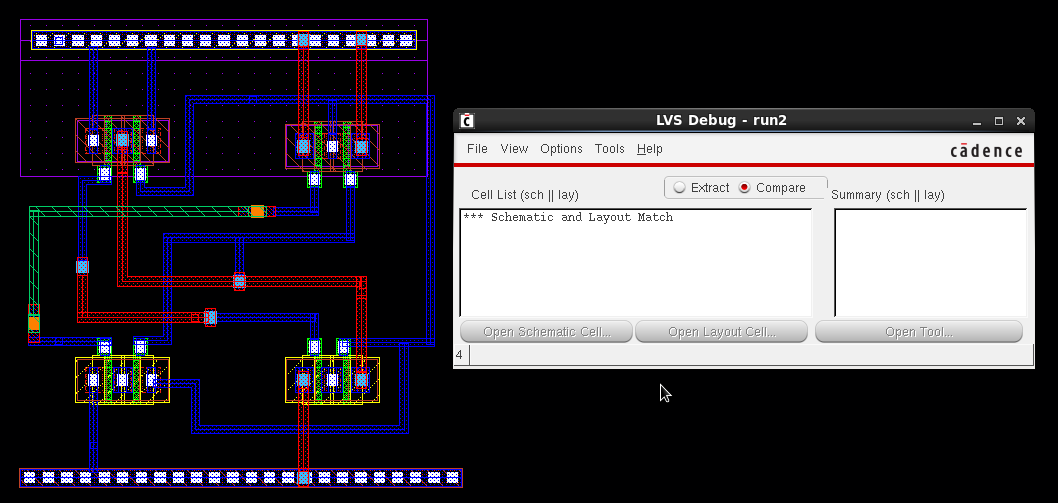 LVS Debug - run2
File View Options Tools Help
cādence
Extract Compare
Cell List (sch || lay)
Summary (sch || lay)
*** Schematic and Layout Match
Open Schematic Cell...
Open Layout Cell...
Open Tool...
4